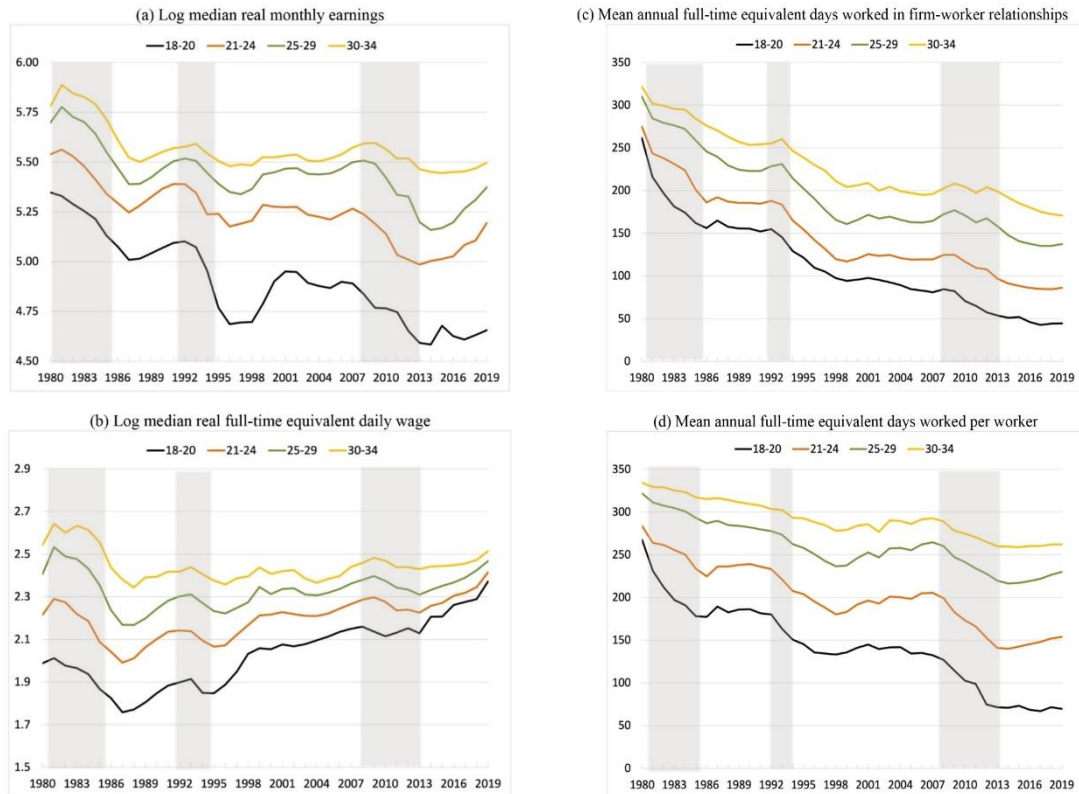 (a) Log median real monthly earnings
18-20 21-24 25-29 30-34
6.00
5.75
5.50
5.25
5.00
4.75
4.50
1980 1983 1986 1989 1992 1995 1998 2001 2004 2007 2010 2013 2016 2019
(c) Mean annual full-time equivalent days worked in firm-worker relationships
18-20 21-24 25-29 30-34
350
300
250
200
150
100
50
0
1980 1983 1986 1989 1992 1995 1998 2001 2004 2007 2010 2013 2016 2019
(b) Log median real full-time equivalent daily wage
18-20 21-24 25-29 30-34
2.9
2.7
2.5
2.3
2.1
1.9
1.7
1.5
1980 1983 1986 1989 1992 1995 1998 2001 2004 2007 2010 2013 2016 2019
(d) Mean annual full-time equivalent days worked per worker
18-20 21-24 25-29 30-34
350
300
250
200
150
100
50
0
1980 1983 1986 1989 1992 1995 1998 2001 2004 2007 2010 2013 2016 2019